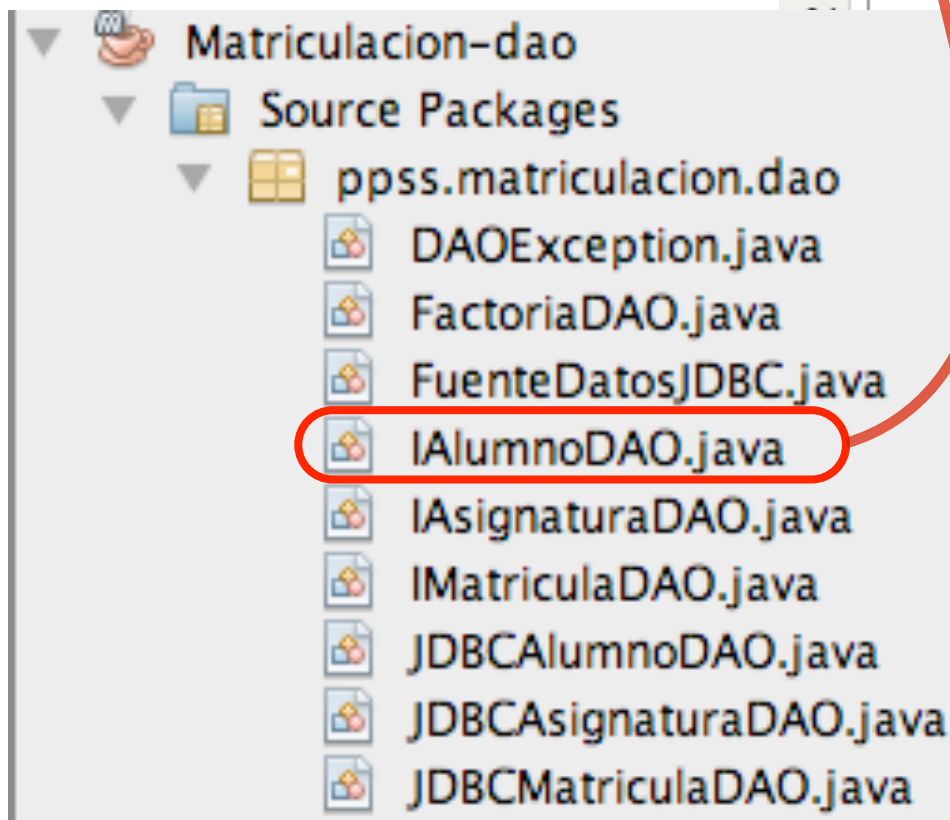 Matriculacion-dao
Source Packages
ppss.matriculacion.dao
DAOException.java
FactoriaDAO.java
FuenteDatosJDBC.java
IAlumnoDAO.java
IAsignaturaDAO.java
IMatriculaDAO.java
JDBCAlumnoDAO.java
JDBCAsignaturaDAO.java
JDBCMatriculaDAO.java